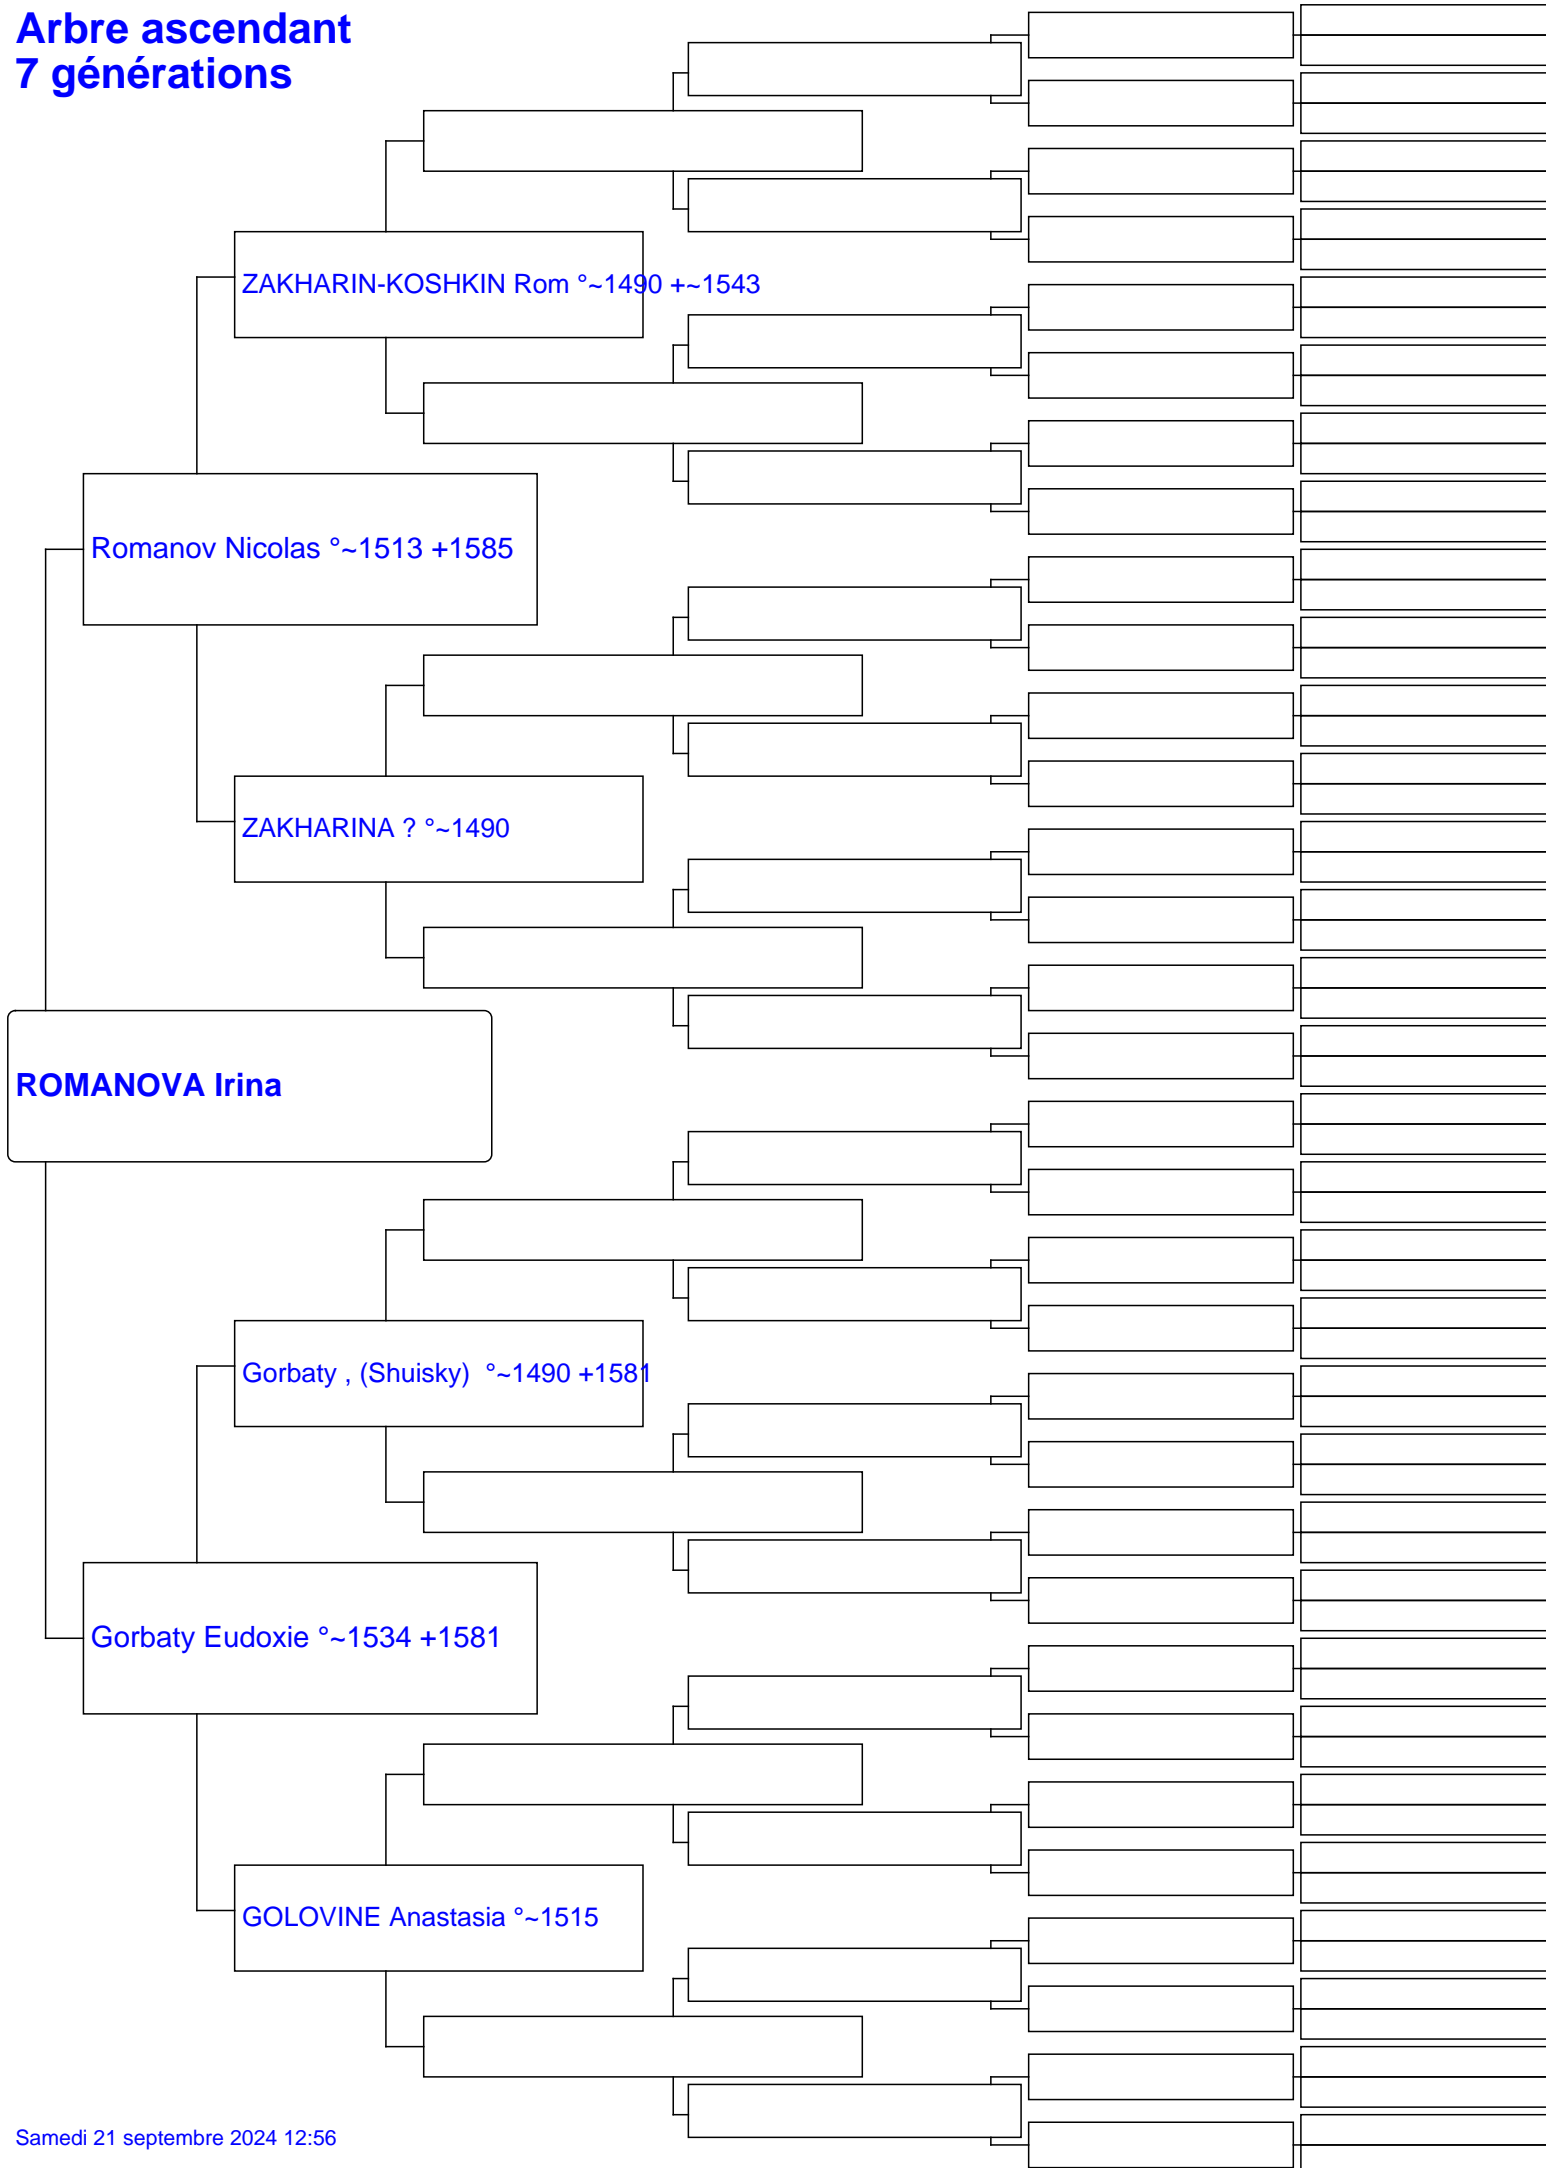 Arbre ascendant
7 générations
ZAKHARIN-KOSHKIN Rom °~1490 +~1543
Romanov Nicolas °~1513 +1585
ZAKHARINA ? °~1490
ROMANOVA Irina
Gorbaty , (Shuisky)  °~1490 +1581
Gorbaty Eudoxie °~1534 +1581
GOLOVINE Anastasia °~1515
Samedi 21 septembre 2024 12:56